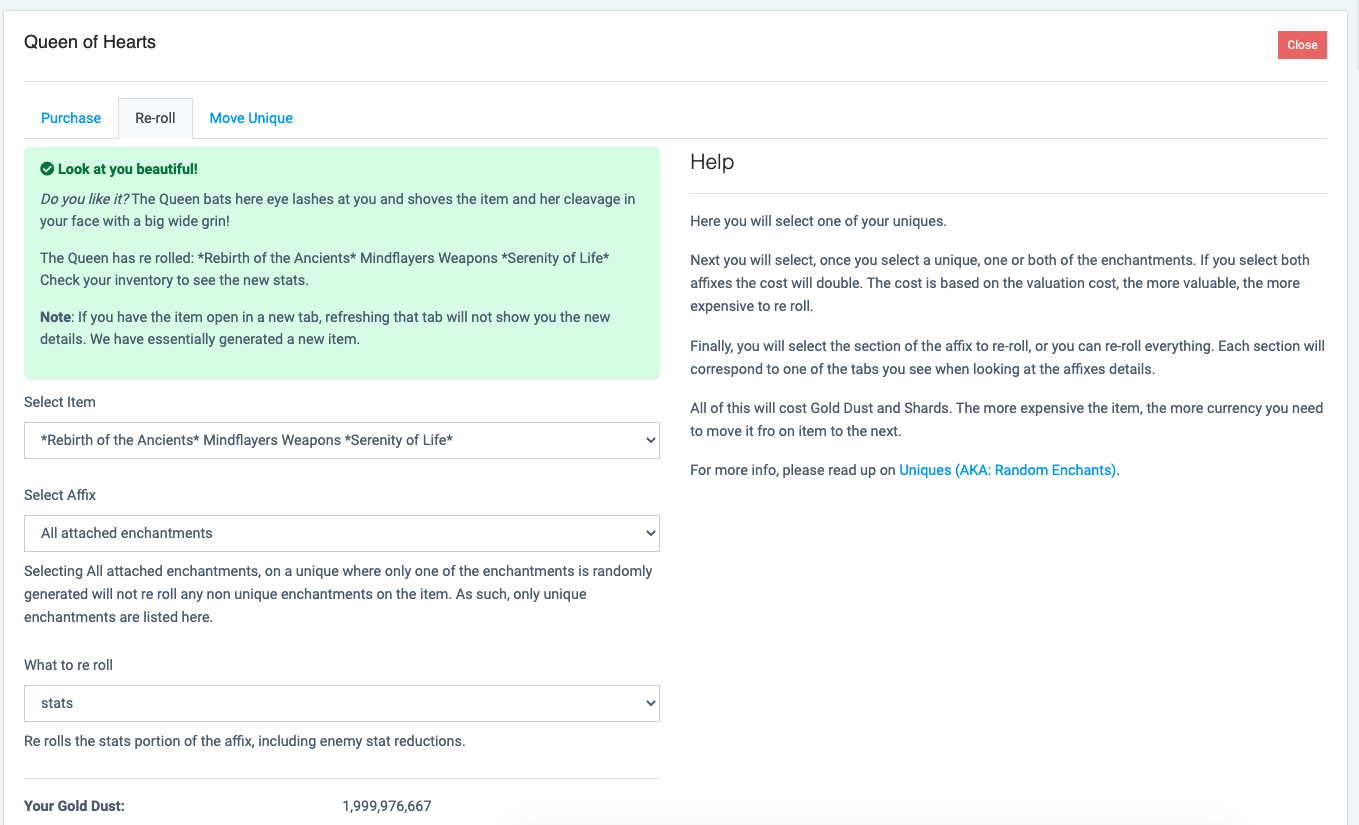 Queen of Hearts
Close
Purchase
Re-roll
Move Unique
Look at you beautiful!
Do you like it? The Queen bats here eye lashes at you and shoves the item and her cleavage in
your face with a big wide grin!
The Queen has re rolled: *Rebirth of the Ancients* Mindflayers Weapons *Serenity of Life*
Check your inventory to see the new stats.
Note: If you have the item open in a new tab, refreshing that tab will not show you the new
details. We have essentially generated a new item.
Select Item
*Rebirth of the Ancients* Mindflayers Weapons *Serenity of Life*
Select Affix
All attached enchantments
Selecting All attached enchantments, on a unique where only one of the enchantments is randomly
generated will not re roll any non unique enchantments on the item. As such, only unique
enchantments are listed here.
What to re roll
stats
Re rolls the stats portion of the affix, including enemy stat reductions.
Your Gold Dust:
1,999,976,667
Help
Here you will select one of your uniques.
Next you will select, once you select a unique, one or both of the enchantments. If you select both
affixes the cost will double. The cost is based on the valuation cost, the more valuable, the more
expensive to re roll.
Finally, you will select the section of the affix to re-roll, or you can re-roll everything. Each section will
correspond to one of the tabs you see when looking at the affixes details.
All of this will cost Gold Dust and Shards. The more expensive the item, the more currency you need
to move it fro on item to the next.
For more info, please read up on Uniques (AKA: Random Enchants).